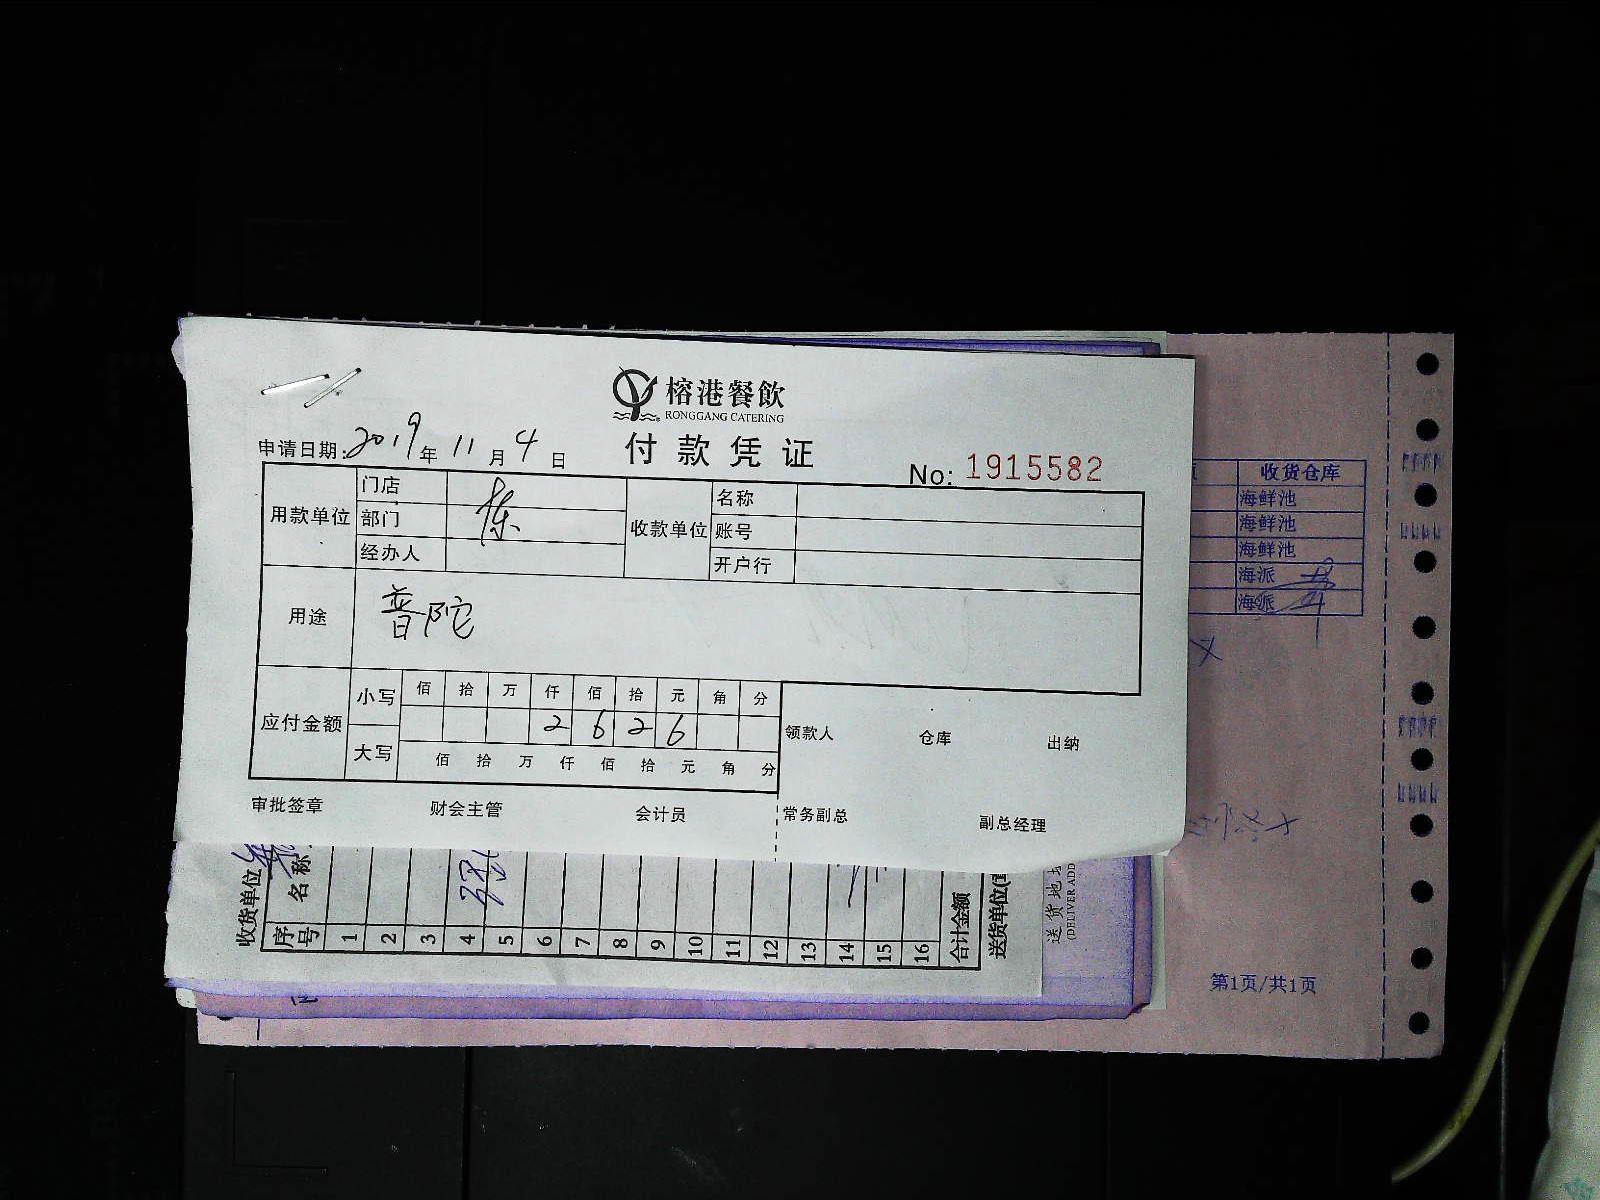 榕港餐飲
RONGGANG CATERING
付款凭证
申请日期: 2019年11月4日
No: 1915582
用款单位 门店
部门
经办人
收款单位 名称
账号
开户行
用途 普陀
应付金额 小写 佰 拾 万 仟 佰 拾 元 角 分
2 6 2 6
大写 佰 拾 万 仟 佰 拾 元 角 分
领款人 仓库 出纳
审批签章 财会主管 会计员 常务副总 副总经理
收货仓库
海鲜池
海鲜池
海鲜池
海派
海派
第1页/共1页
收货单位
序号 名称
1
2
3
4
5
6
7
8
9
10
11
12
13
14
15
16
合计金额
送货单位
送货地
(DELIVER ADD